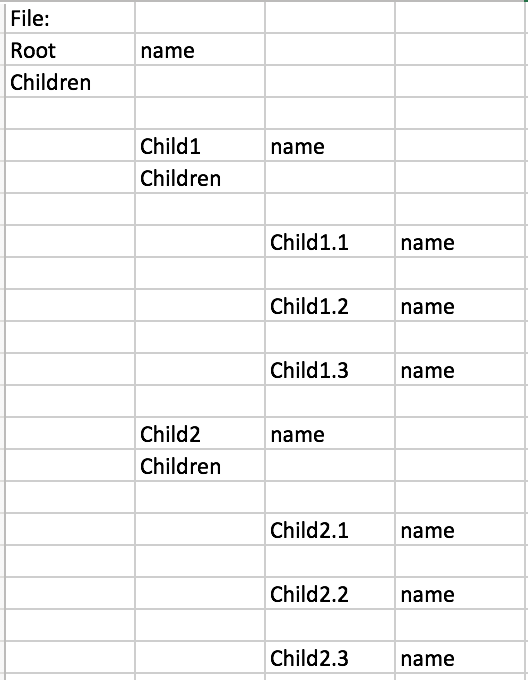 File:
Root name
Children
Child1 name
Children
Child1.1 name
Child1.2 name
Child1.3 name
Child2 name
Children
Child2.1 name
Child2.2 name
Child2.3 name